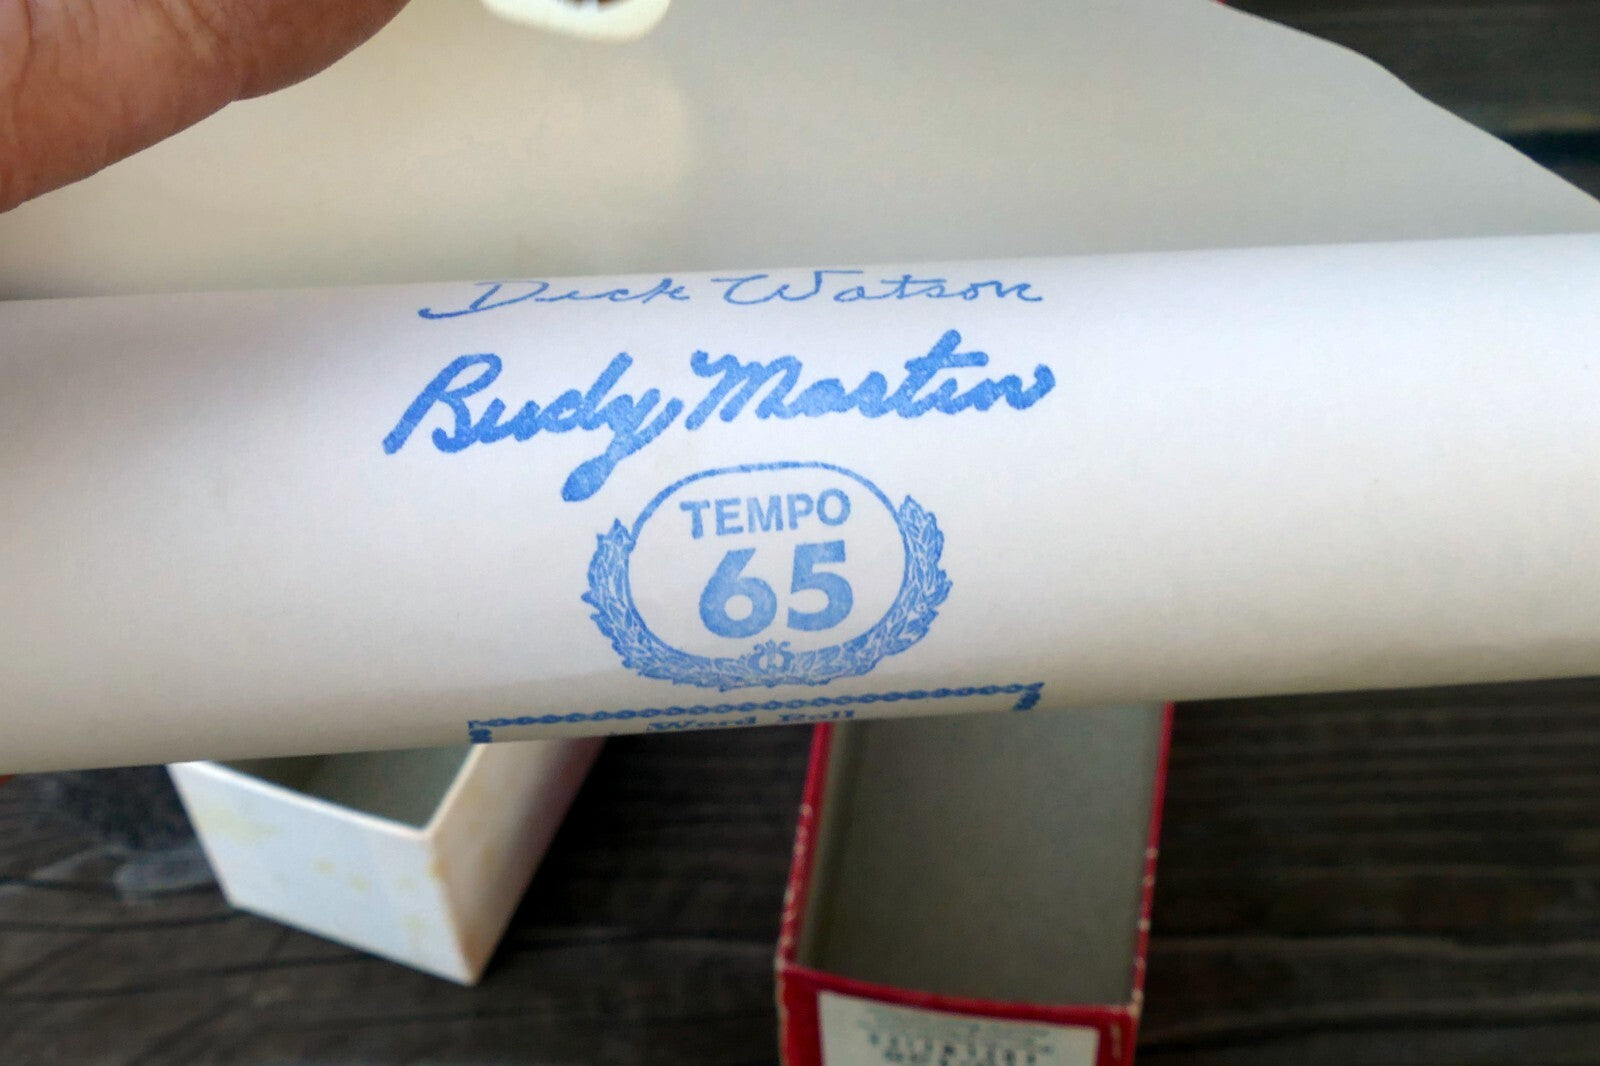 Dick Watson
Rudy Martin
TEMPO
65
Word Roll